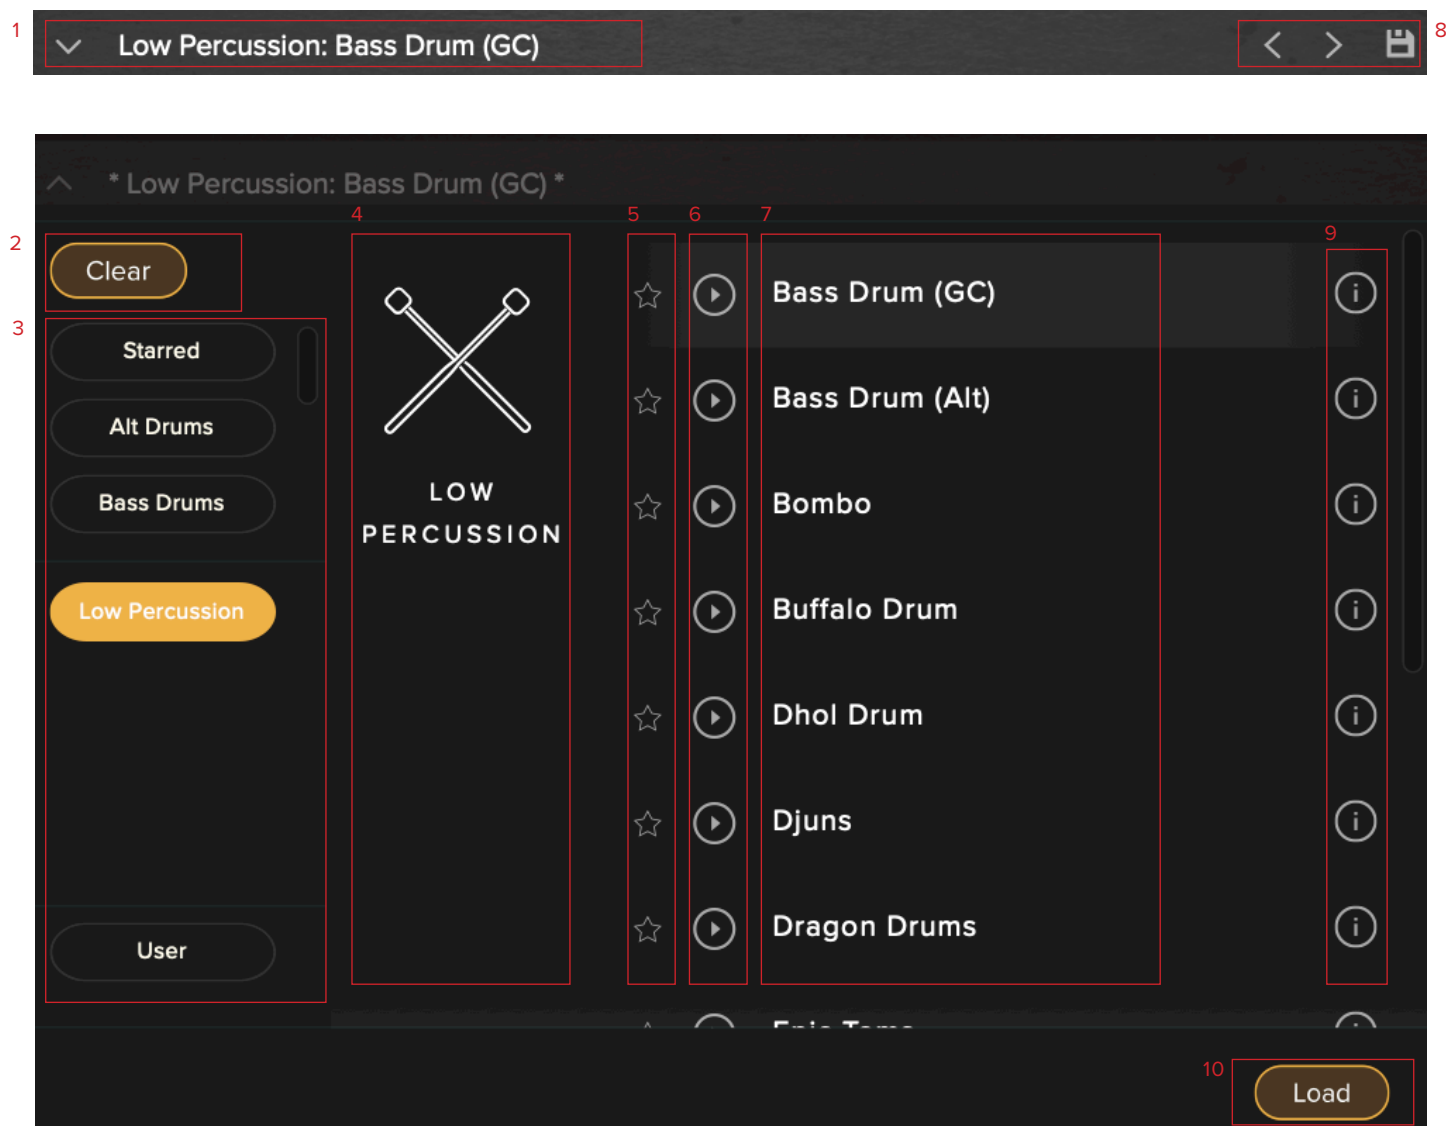 1
Low Percussion: Bass Drum (GC)
8
* Low Percussion: Bass Drum (GC) *
4
5
6
7
2
Clear
9
3
Starred
Alt Drums
Bass Drums
Low Percussion
User
LOW
PERCUSSION
Bass Drum (GC)
Bass Drum (Alt)
Bombo
Buffalo Drum
Dhol Drum
Djuns
Dragon Drums
10
Load